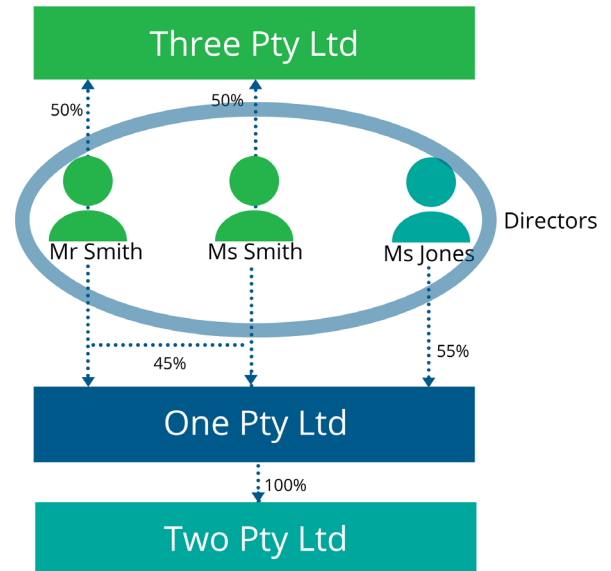 Three Pty Ltd
50%
50%
Directors
Mr Smith
Ms Smith
Ms Jones
45%
55%
One Pty Ltd
100%
Two Pty Ltd